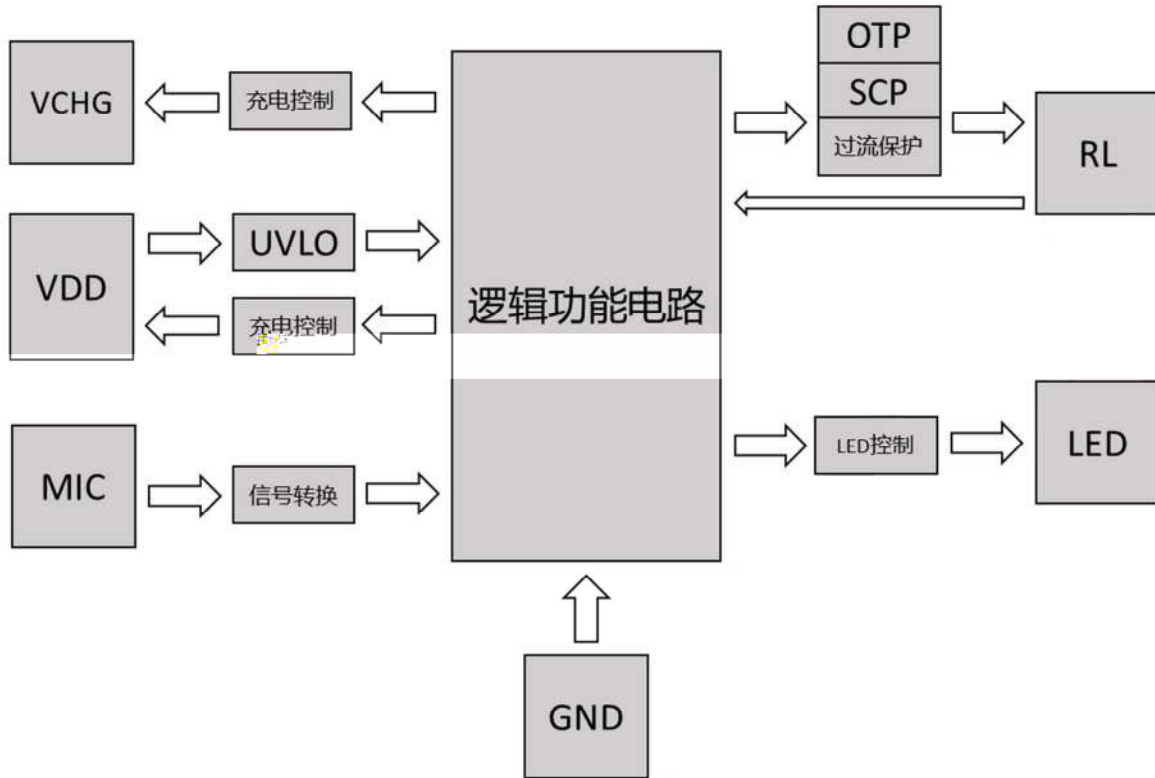 OTP
SCP
过流保护
VCHG
充电控制
RL
VDD
UVLO
充电控制
逻辑功能电路
MIC
信号转换
LED控制
LED
GND